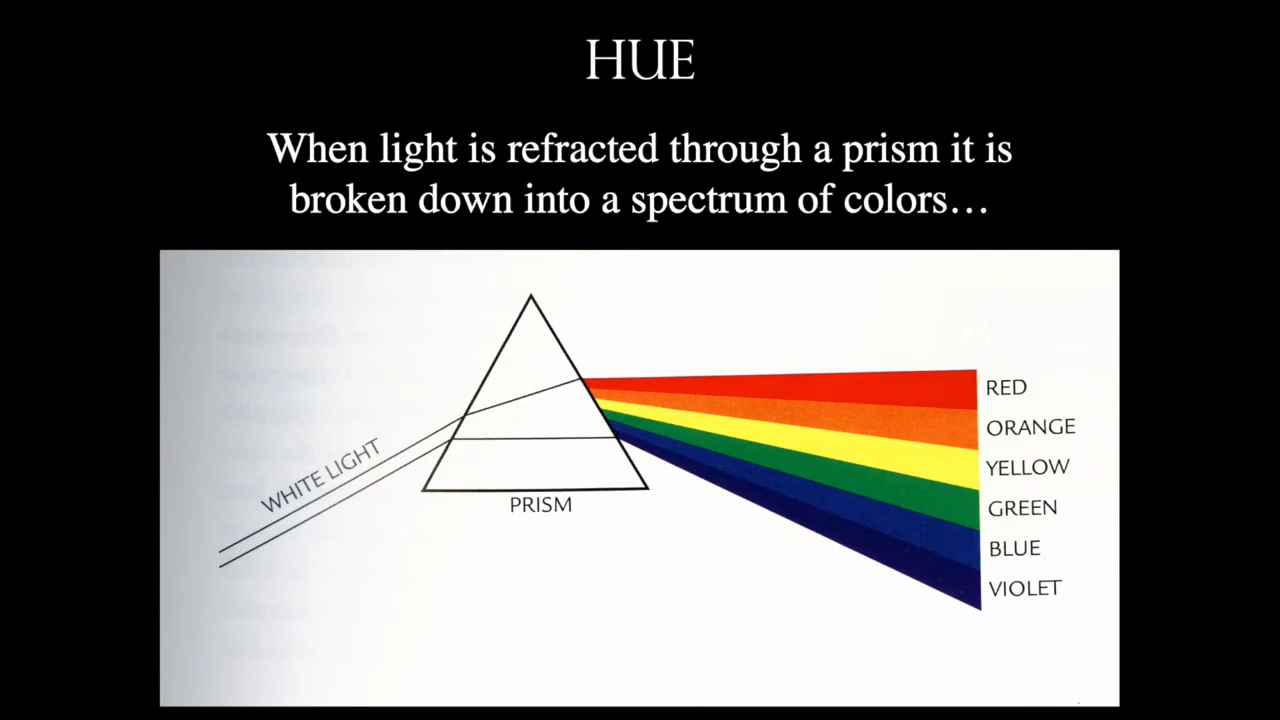 HUE
When light is refracted through a prism it is
broken down into a spectrum of colors…
RED
ORANGE
WHITE LIGHT
YELLOW
PRISM
GREEN
BLUE
VIOLET